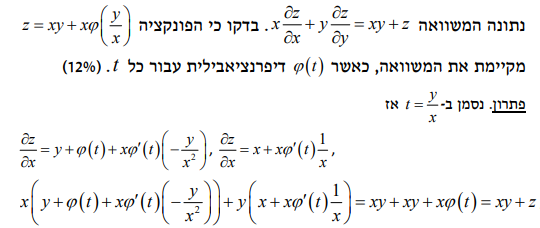 נתונה המשוואה x ∂z/∂x + y ∂z/∂y = xy + z. בדקו כי הפונקציה z = xy + xφ(y/x)
מקיימת את המשוואה, כאשר φ(t) דיפרנציאבילית עבור כל t. (12%)
פתרון. נסמן ב- t = y/x אז
∂z/∂x = y + φ(t) + xφ′(t)(−y/x²), ∂z/∂x = x + xφ′(t)1/x,
x(y + φ(t) + xφ′(t)(−y/x²)) + y(x + xφ′(t)1/x) = xy + xy + xφ(t) = xy + z